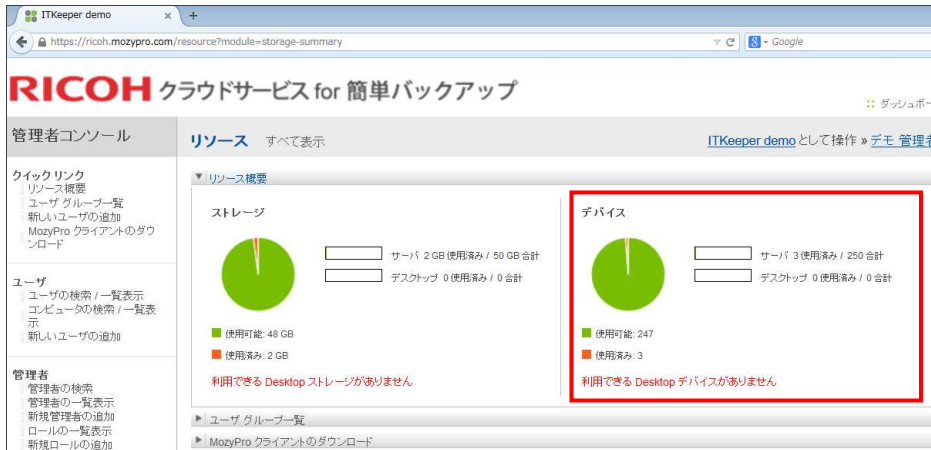 ITKeeper demo
https://ricoh.mozypro.com/resource?module=storage-summary
Google
RICOH クラウドサービス for 簡単バックアップ
ダッシュボー
管理者コンソール
リソース すべて表示
ITKeeper demo として操作 » デモ 管理者
クイック リンク
リソース概要
ユーザ グループ一覧
新しいユーザの追加
MozyPro クライアントのダウ
ンロード
ユーザ
ユーザの検索 / 一覧表示
コンピュータの検索 / 一覧表
示
新しいユーザの追加
管理者
管理者の検索
管理者の一覧表示
新規管理者の追加
ロールの一覧表示
新規ロールの追加
リソース概要
ストレージ
サーバ 2 GB 使用済み / 50 GB 合計
デスクトップ 0 使用済み / 0 合計
使用可能: 48 GB
使用済み: 2 GB
利用できる Desktop ストレージがありません
デバイス
サーバ 3 使用済み / 250 合計
デスクトップ 0 使用済み / 0 合計
使用可能: 247
使用済み: 3
利用できる Desktop デバイスがありません
ユーザ グループ一覧
MozyPro クライアントのダウンロード